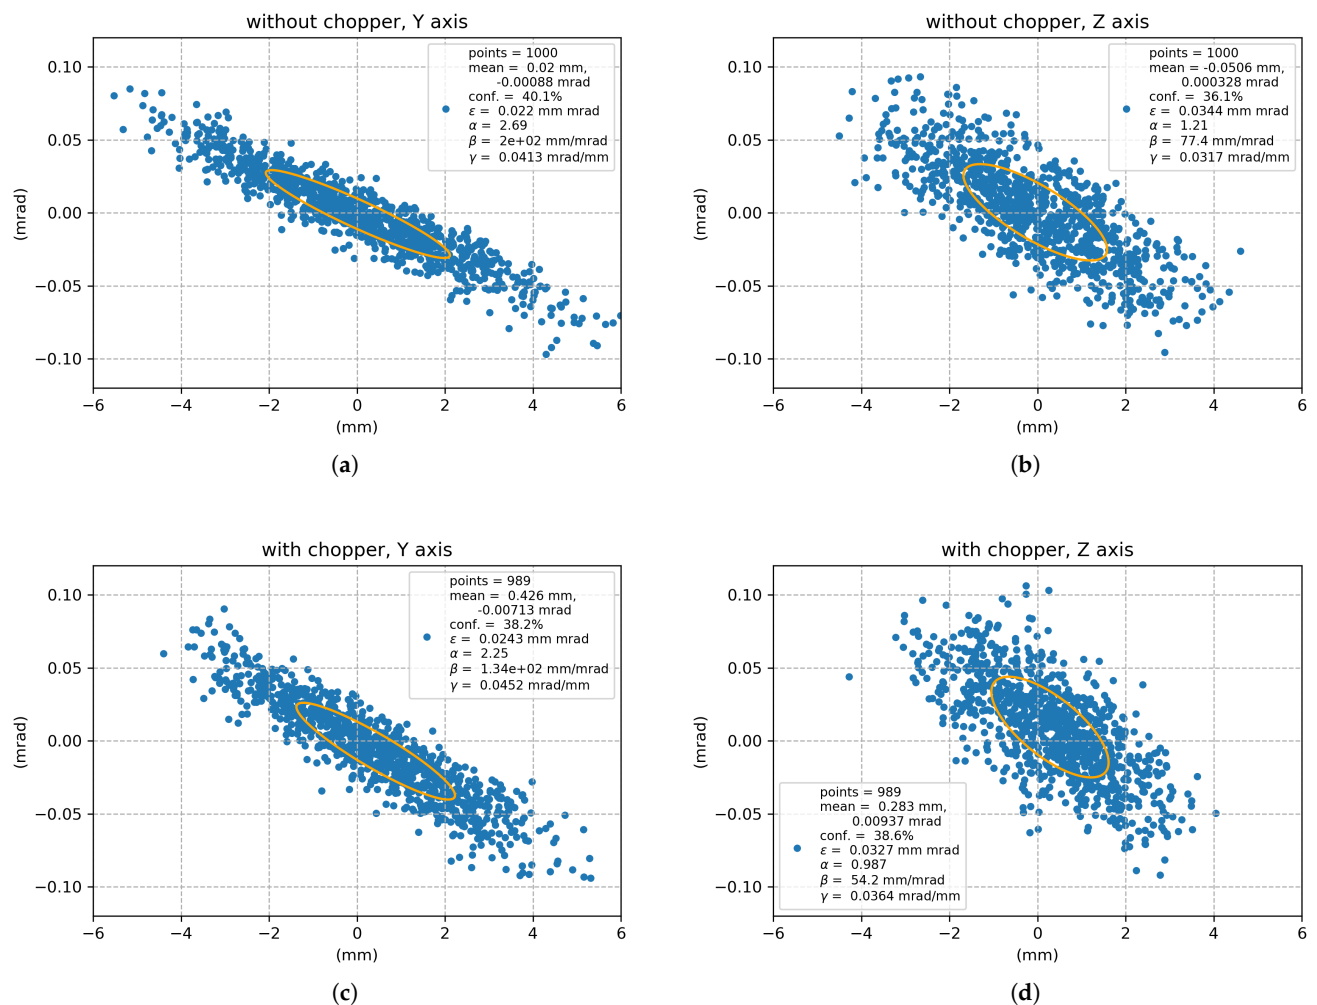 without chopper, Y axis
points = 1000
mean = 0.02 mm,
-0.00088 mrad
conf. = 40.1%
ε = 0.022 mm mrad
α = 2.69
β = 2e+02 mm/mrad
γ = 0.0413 mrad/mm
0.10
0.05
0.00
−0.05
−0.10
(mrad)
−6 −4 −2 0 2 4 6
(mm)
(a)
without chopper, Z axis
points = 1000
mean = -0.0506 mm,
0.000328 mrad
conf. = 36.1%
ε = 0.0344 mm mrad
α = 1.21
β = 77.4 mm/mrad
γ = 0.0317 mrad/mm
0.10
0.05
0.00
−0.05
−0.10
(mrad)
−6 −4 −2 0 2 4 6
(mm)
(b)
with chopper, Y axis
points = 989
mean = 0.426 mm,
-0.00713 mrad
conf. = 38.2%
ε = 0.0243 mm mrad
α = 2.25
β = 1.34e+02 mm/mrad
γ = 0.0452 mrad/mm
0.10
0.05
0.00
−0.05
−0.10
(mrad)
−6 −4 −2 0 2 4 6
(mm)
(c)
with chopper, Z axis
0.10
0.05
0.00
−0.05
−0.10
(mrad)
points = 989
mean = 0.283 mm,
0.00937 mrad
conf. = 38.6%
ε = 0.0327 mm mrad
α = 0.987
β = 54.2 mm/mrad
γ = 0.0364 mrad/mm
−6 −4 −2 0 2 4 6
(mm)
(d)